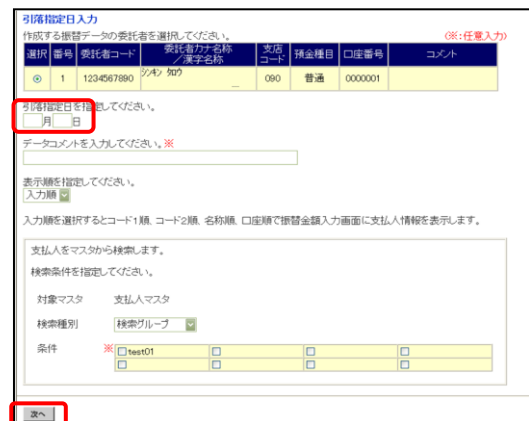 引落指定日入力
作成する振替データの委託者を選択してください。 (※:任意入力)
選択 番号 委託者コード 委託者カナ名称/漢字名称 支店コード 預金種目 口座番号 コメント
1 1234567890 シンキン タロウ 090 普通 0000001
引落指定日を指定してください。
月 日
データコメントを入力してください。※
表示順を指定してください。
入力順
入力順を選択するとコード1順、コード2順、名称順、口座順で振替金額入力画面に支払人情報を表示します。
支払人をマスタから検索します。
検索条件を指定してください。
対象マスタ 支払人マスタ
検索種別 検索グループ
条件 ※ test01
次へ